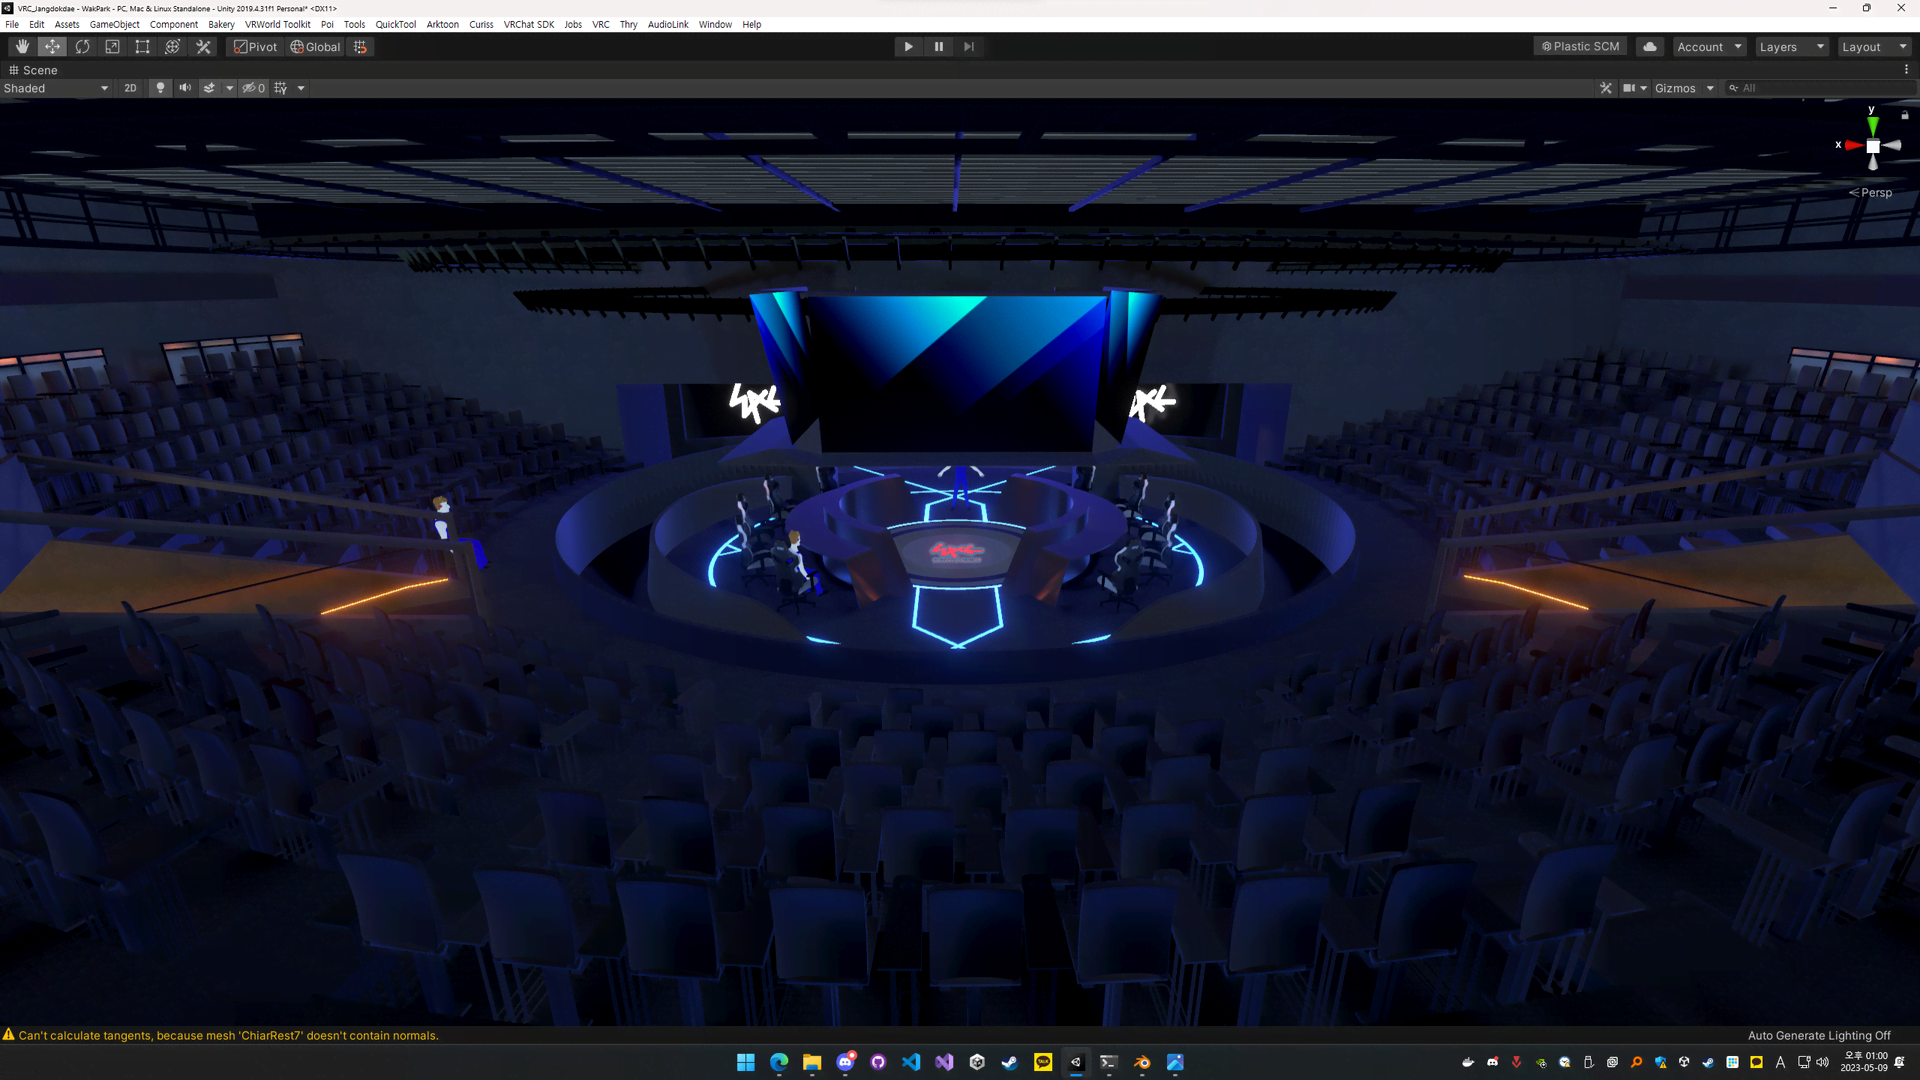 VRC_Jangdokdae - WakPark - PC, Mac & Linux Standalone - Unity 2019.4.31f1 Personal* <DX11>
File Edit Assets GameObject Component Bakery VRWorld Toolkit Poi Tools QuickTool Arktoon Curiss VRChat SDK Jobs VRC Thry AudioLink Window Help
Pivot Global Plastic SCM Account Layers Layout
Scene
Shaded 2D 0 Gizmos All
y
x
Persp
Can't calculate tangents, because mesh 'ChiarRest7' doesn't contain normals.
Auto Generate Lighting Off
TALK
A
오후 01:00
2023-05-09